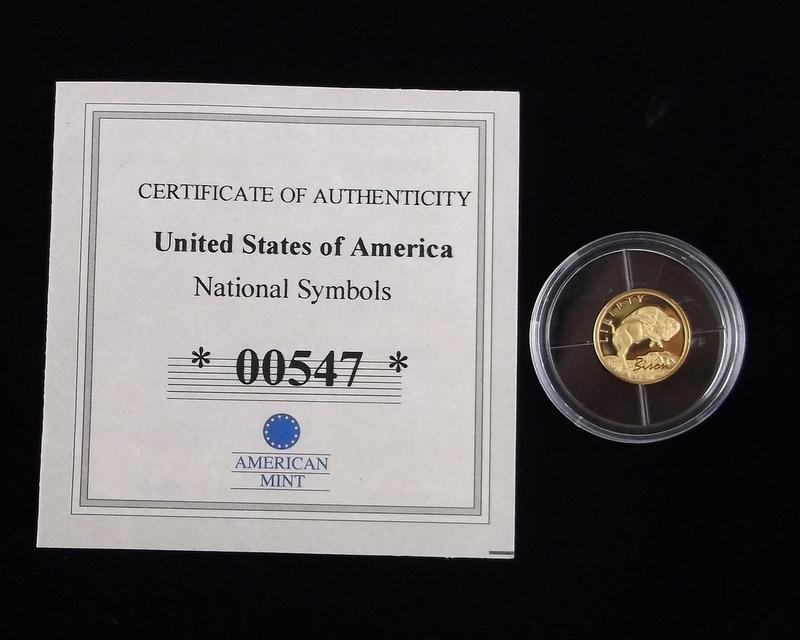 CERTIFICATE OF AUTHENTICITY
United States of America
National Symbols
* 00547 *
AMERICAN
MINT
LIBERTY
Bison